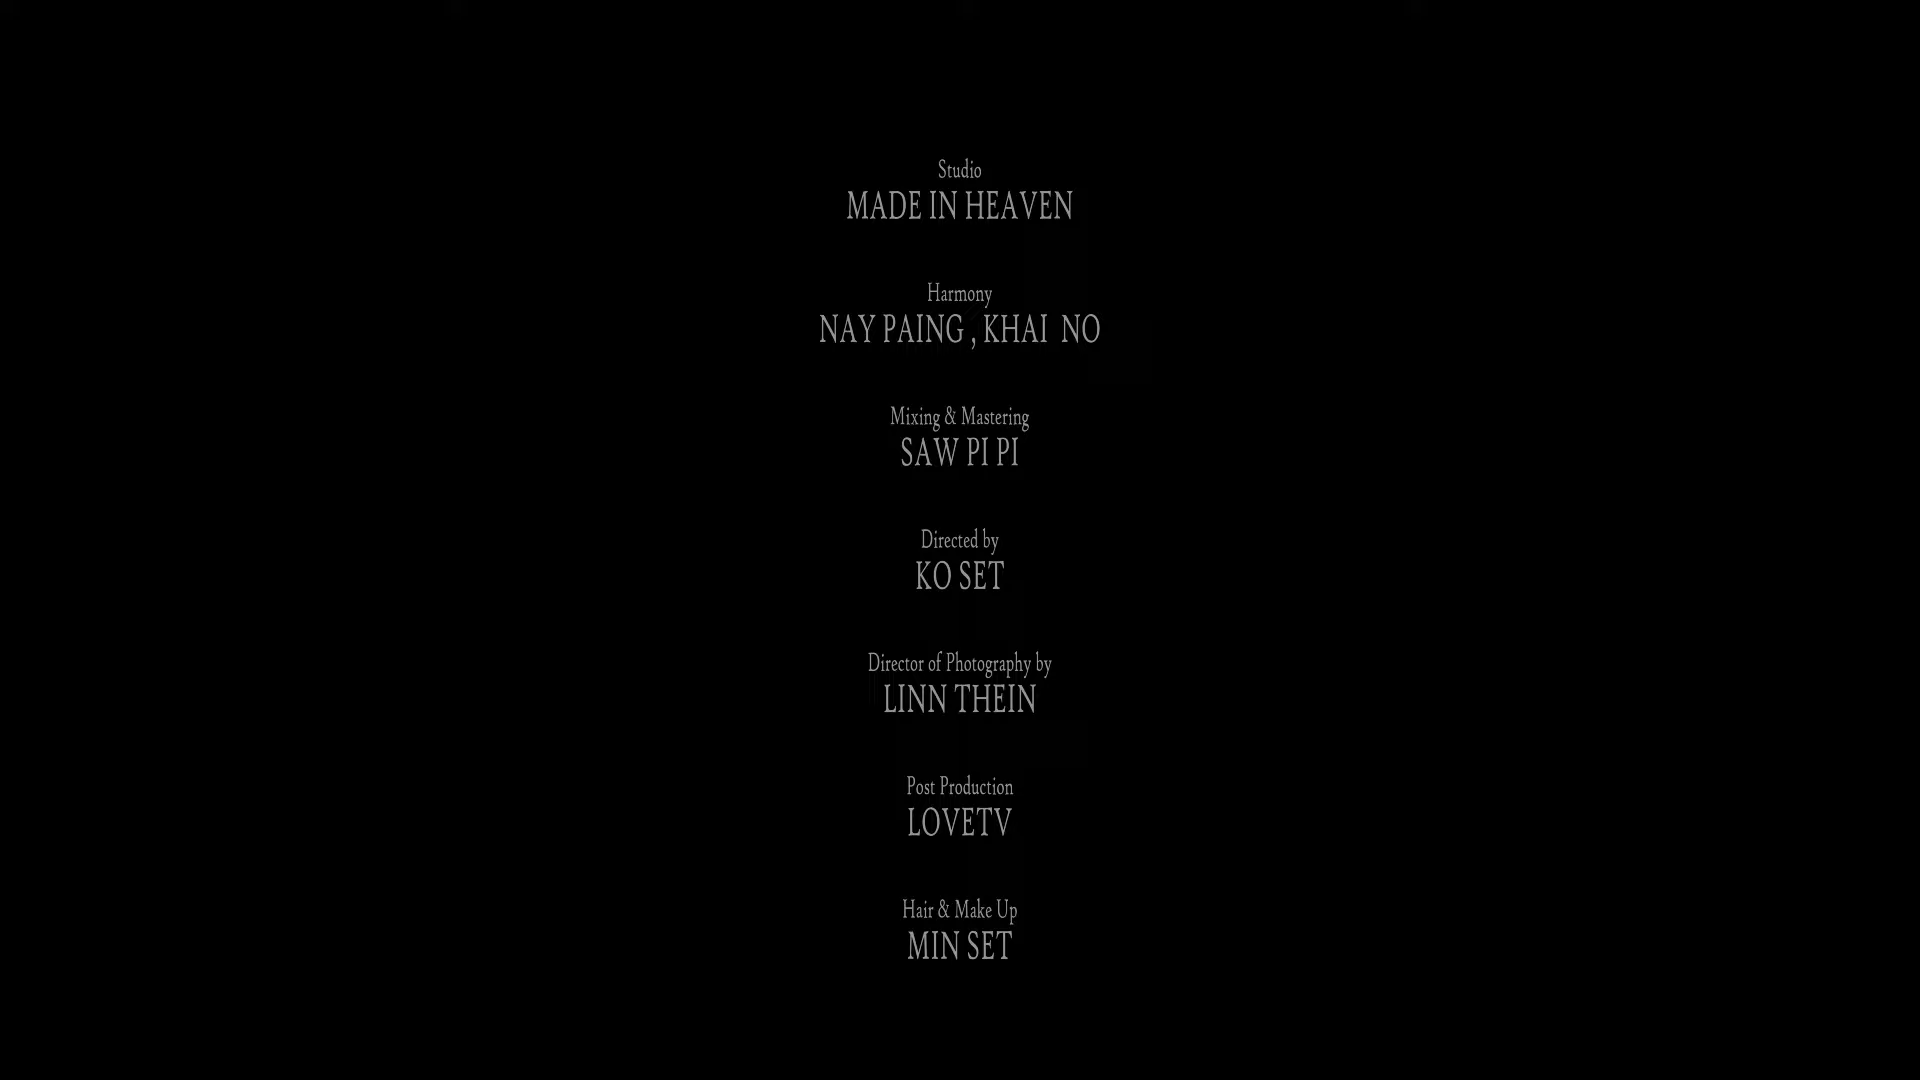 Studio
MADE IN HEAVEN
Harmony
NAY PAING , KHAI  NO
Mixing & Mastering
SAW PI PI
Directed by
KO SET
Director of Photography by
LINN THEIN
Post Production
LOVETV
Hair & Make Up
MIN SET